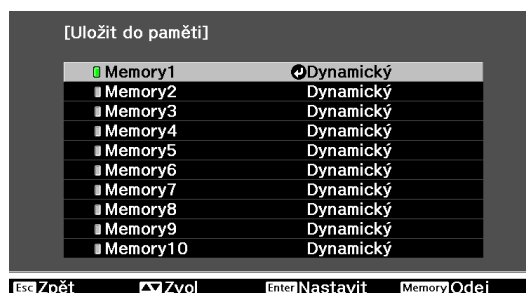 [Uložit do paměti]
Memory1 Dynamický
Memory2 Dynamický
Memory3 Dynamický
Memory4 Dynamický
Memory5 Dynamický
Memory6 Dynamický
Memory7 Dynamický
Memory8 Dynamický
Memory9 Dynamický
Memory10 Dynamický
Esc Zpět Zvol Enter Nastavit Memory Odej